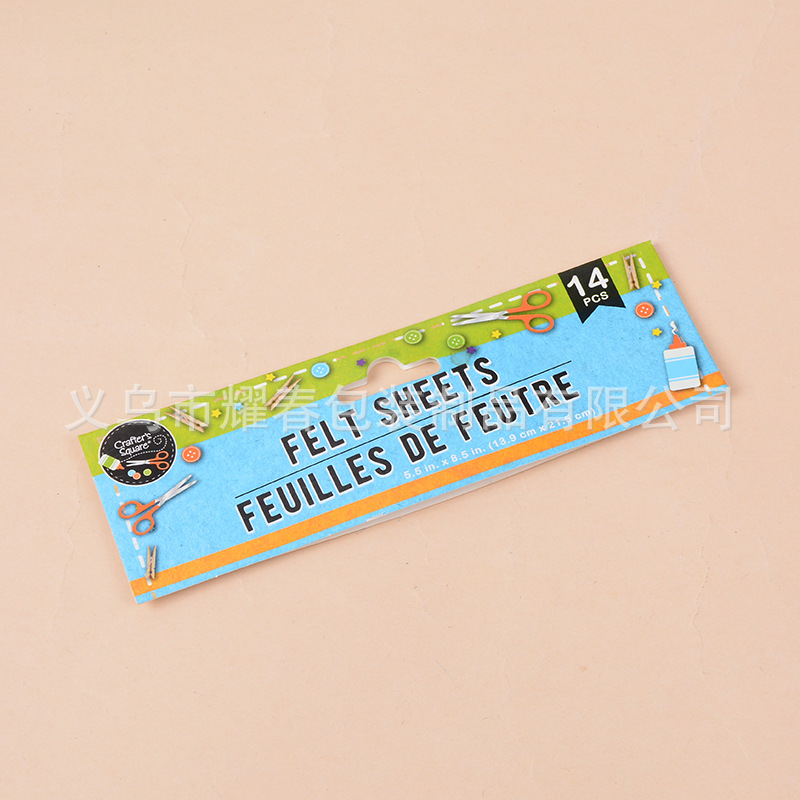 14
PCS
FELT SHEETS
FEUILLES DE FEUTRE
5.5 in. x 8.5 in. (13.9 cm x 21.5 cm)
Crafter's
Square
义乌市耀春包装制品有限公司